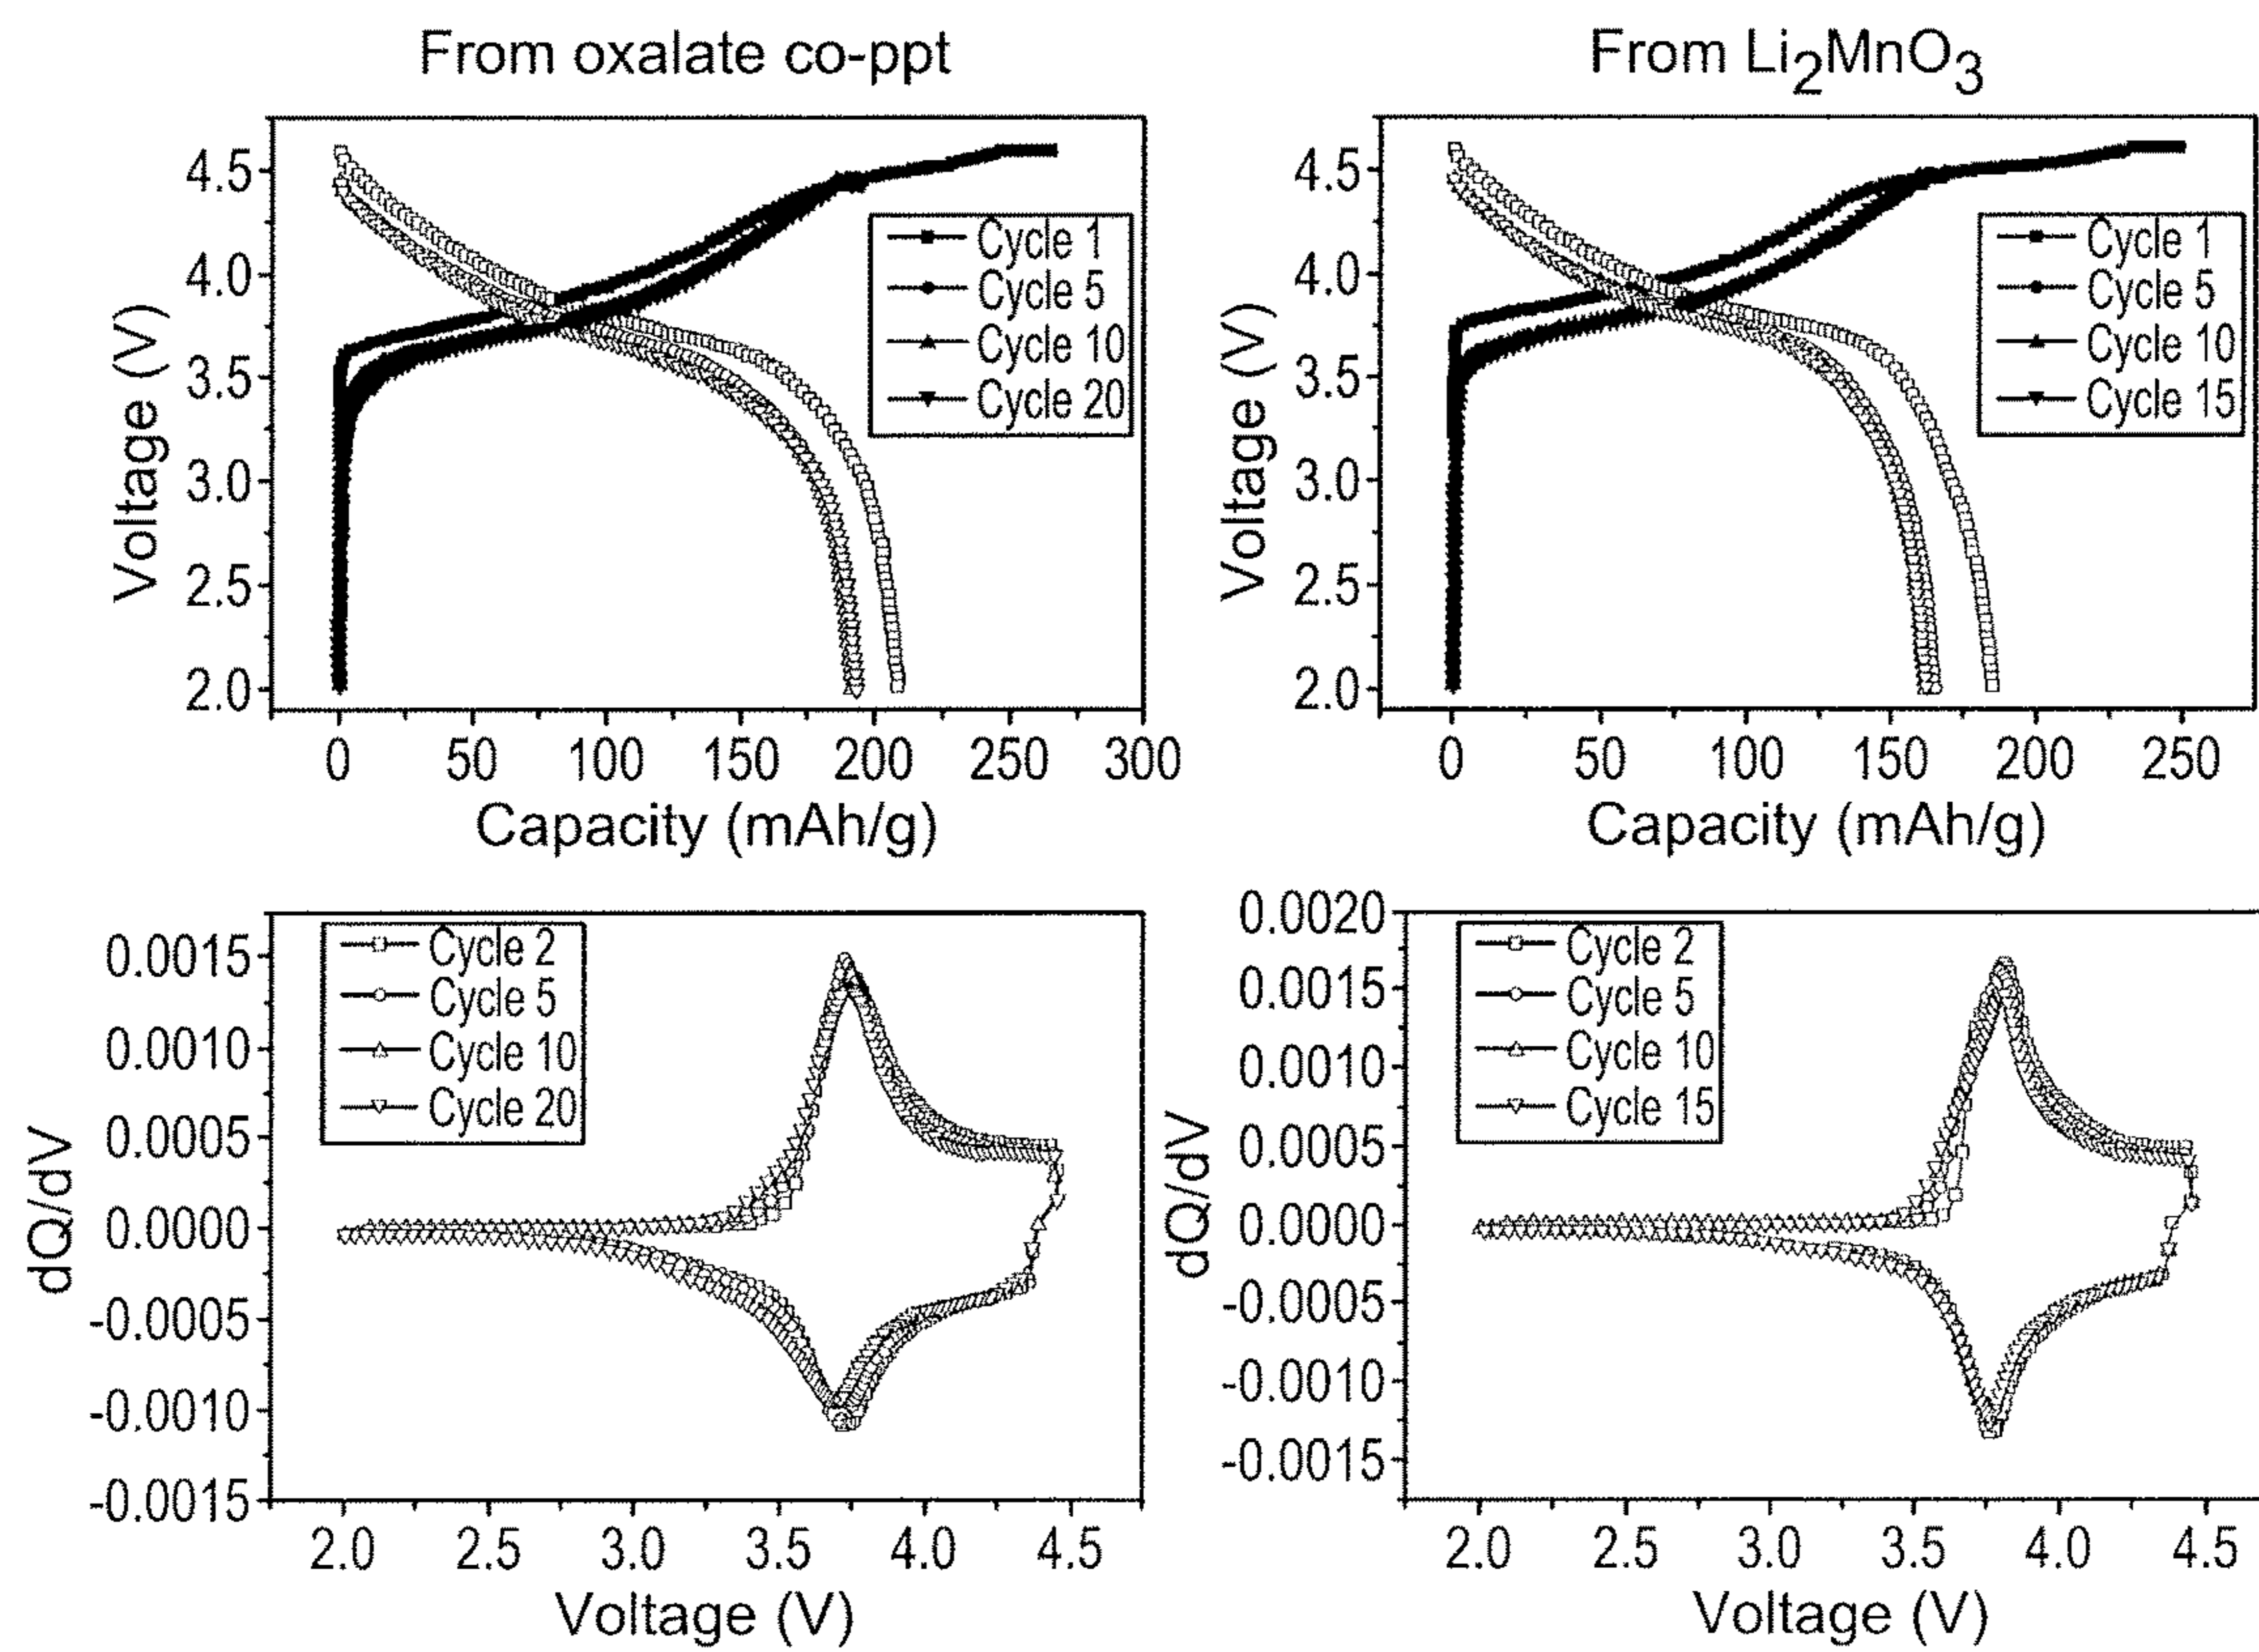 From oxalate co-ppt
4.5
4.0
3.5
3.0
2.5
2.0
Voltage (V)
Cycle 1
Cycle 5
Cycle 10
Cycle 20
0 50 100 150 200 250 300
Capacity (mAh/g)
From Li₂MnO₃
4.5
4.0
3.5
3.0
2.5
2.0
Voltage (V)
Cycle 1
Cycle 5
Cycle 10
Cycle 15
0 50 100 150 200 250
Capacity (mAh/g)
0.0015
0.0010
0.0005
0.0000
-0.0005
-0.0010
-0.0015
dQ/dV
Cycle 2
Cycle 5
Cycle 10
Cycle 20
2.0 2.5 3.0 3.5 4.0 4.5
Voltage (V)
0.0020
0.0015
0.0010
0.0005
0.0000
-0.0005
-0.0010
-0.0015
dQ/dV
Cycle 2
Cycle 5
Cycle 10
Cycle 15
2.0 2.5 3.0 3.5 4.0 4.5
Voltage (V)